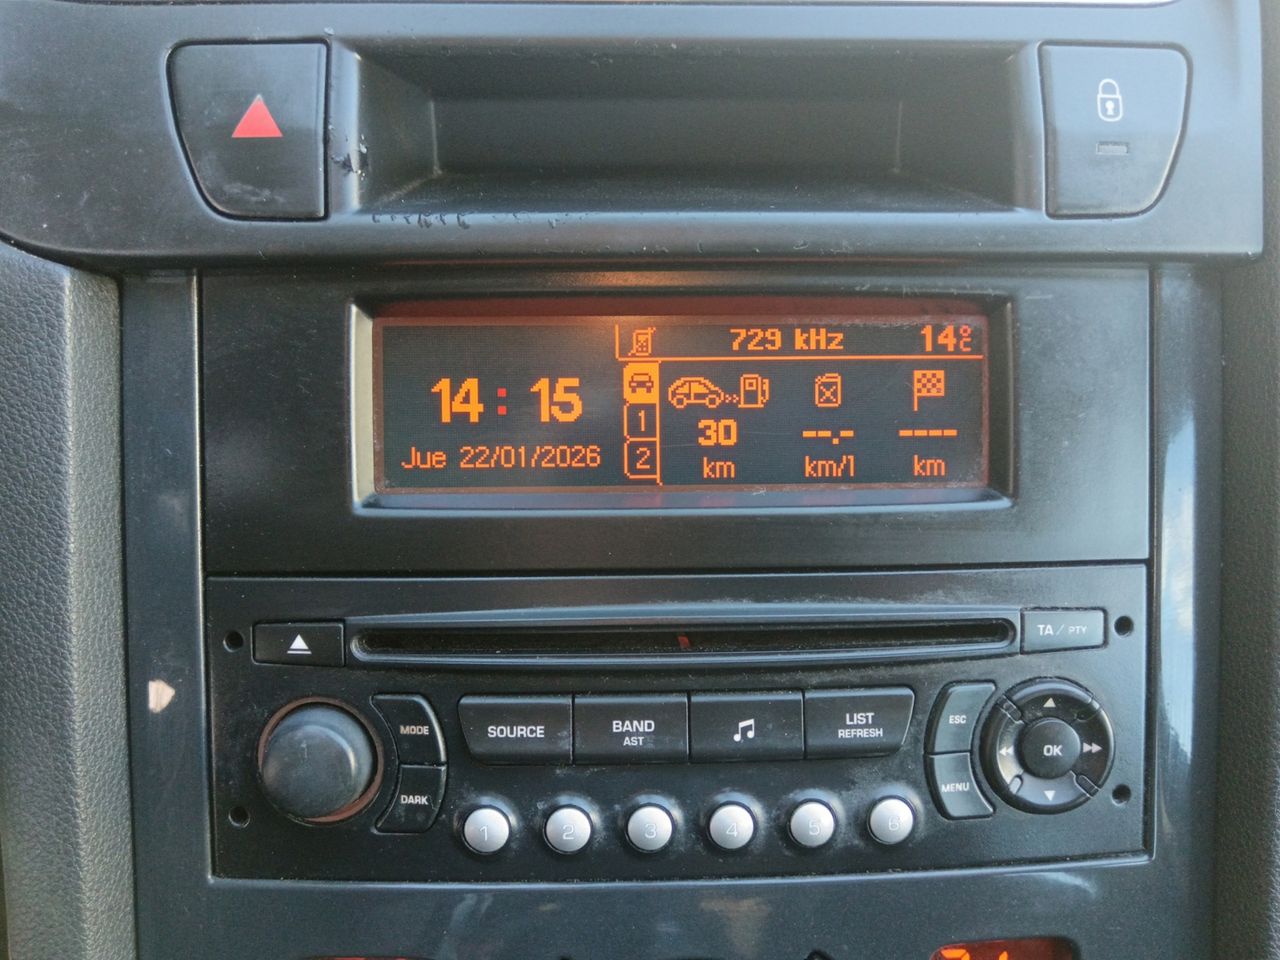 729 kHz 14°C
14:15
Jue 22/01/2026
1
2
30 --.- ----
km km/l km
TA / PTY
MODE
DARK
SOURCE
BAND
AST
LIST
REFRESH
ESC
MENU
OK
1 2 3 4 5 6